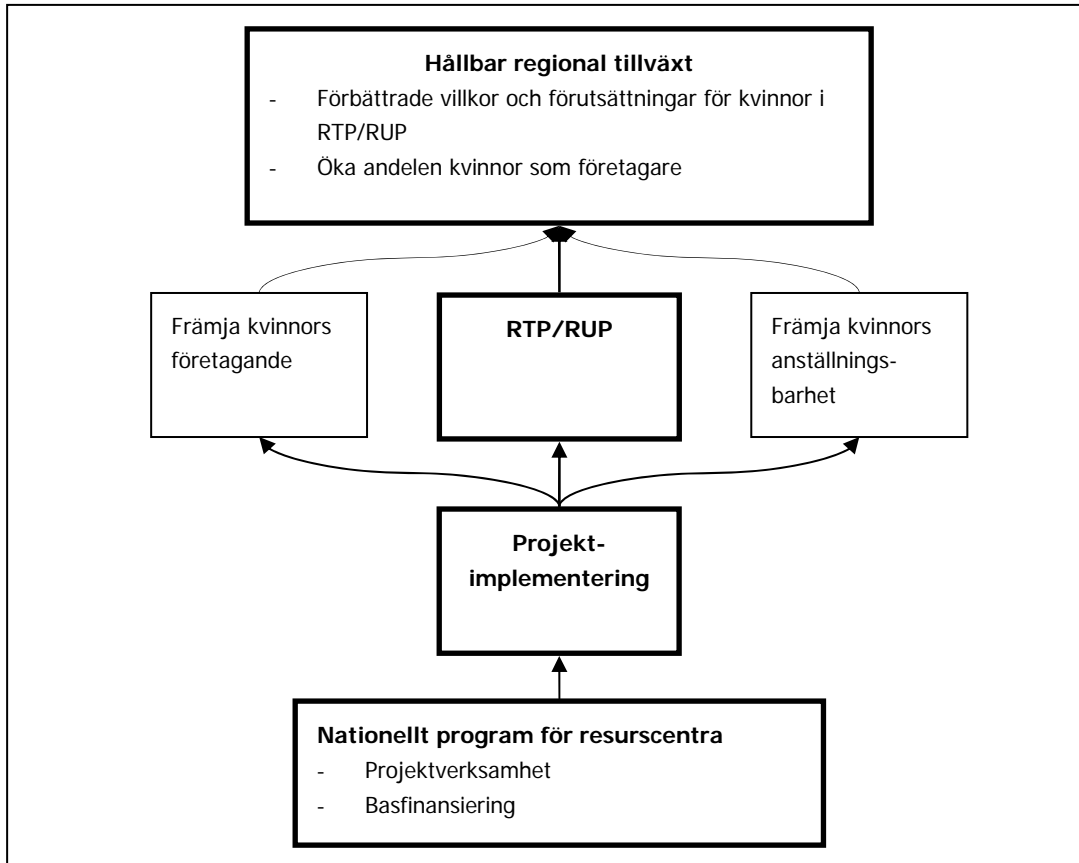 Hållbar regional tillväxt
- Förbättrade villkor och förutsättningar för kvinnor i
RTP/RUP
- Öka andelen kvinnor som företagare
Främja kvinnors
företagande
RTP/RUP
Främja kvinnors
anställnings-
barhet
Projekt-
implementering
Nationellt program för resurscentra
- Projektverksamhet
- Basfinansiering